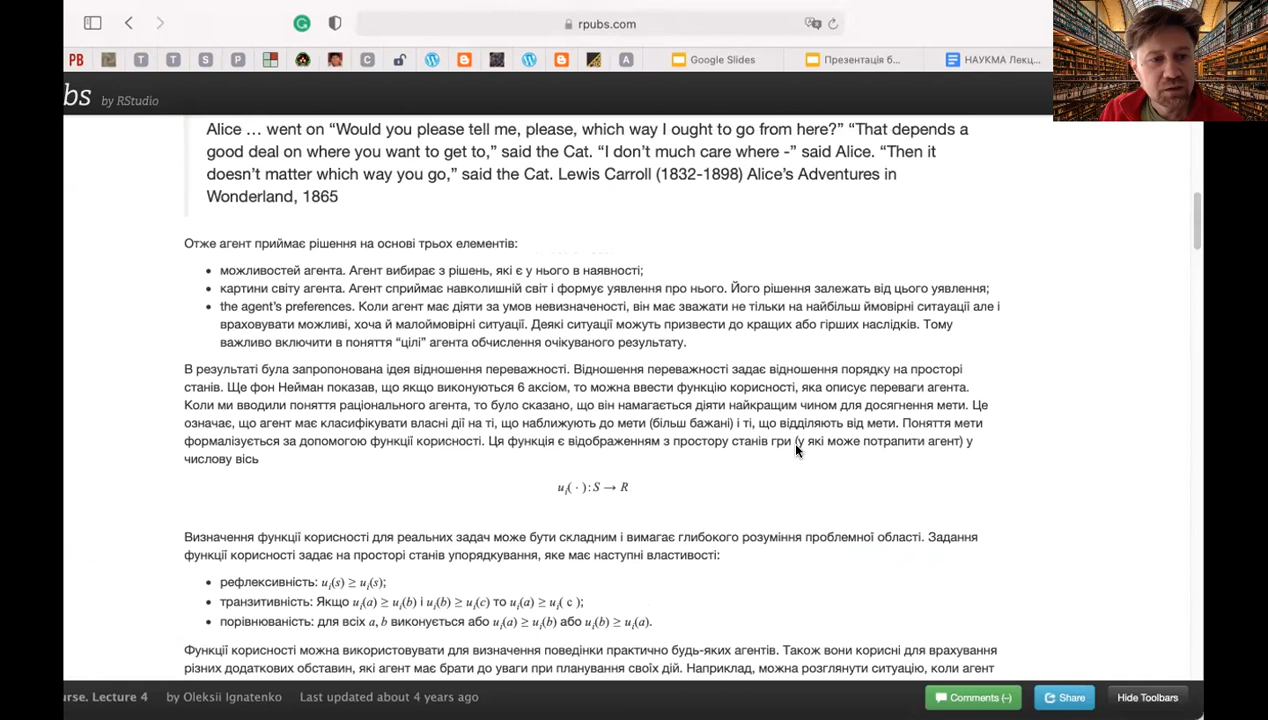 rpubs.com
PB
T
T
S
P
C
A
Google Slides
Презентація б...
НАУКМА Лекц...
bs by RStudio
Alice … went on “Would you please tell me, please, which way I ought to go from here?” “That depends a
good deal on where you want to get to,” said the Cat. “I don’t much care where -” said Alice. “Then it
doesn’t matter which way you go,” said the Cat. Lewis Carroll (1832-1898) Alice’s Adventures in
Wonderland, 1865
Отже агент приймає рішення на основі трьох елементів:
• можливостей агента. Агент вибирає з рішень, які є у нього в наявності;
• картини світу агента. Агент сприймає навколишній світ і формує уявлення про нього. Його рішення залежать від цього уявлення;
• the agent’s preferences. Коли агент має діяти за умов невизначеності, він має зважати не тільки на найбільш ймовірні ситауації але і
враховувати можливі, хоча й малоймовірні ситуації. Деякі ситуації можуть призвести до кращих або гірших наслідків. Тому
важливо включити в поняття “цілі” агента обчислення очікуваного результату.
В результаті була запропонована ідея відношення переважності. Відношення переважності задає відношення порядку на просторі
станів. Ще фон Нейман показав, що якщо виконуються 6 аксіом, то можна ввести функцію корисності, яка описує переваги агента.
Коли ми вводили поняття раціонального агента, то було сказано, що він намагається діяти найкращим чином для досягнення мети. Це
означає, що агент має класифікувати власні дії на ті, що наближують до мети (більш бажані) і ті, що відділяють від мети. Поняття мети
формалізується за допомогою функції корисності. Ця функція є відображенням з простору станів гри (у які може потрапити агент) у
числову вісь
uᵢ( · ): S → R
Визначення функції корисності для реальних задач може бути складним і вимагає глибокого розуміння проблемної області. Задання
функції корисності задає на просторі станів упорядкування, яке має наступні властивості:
• рефлексивність: uᵢ(s) ≥ uᵢ(s);
• транзитивність: Якщо uᵢ(a) ≥ uᵢ(b) і uᵢ(b) ≥ uᵢ(c) то uᵢ(a) ≥ uᵢ( c );
• порівнюваність: для всіх a, b виконується або uᵢ(a) ≥ uᵢ(b) або uᵢ(b) ≥ uᵢ(a).
Функції корисності можна використовувати для визначення поведінки практично будь-яких агентів. Також вони корисні для врахування
різних додаткових обставин, які агент має брати до уваги при планування своїх дій. Наприклад, можна розглянути ситуацію, коли агент
urse. Lecture 4 by Oleksii Ignatenko Last updated about 4 years ago
Comments (–) Share Hide Toolbars